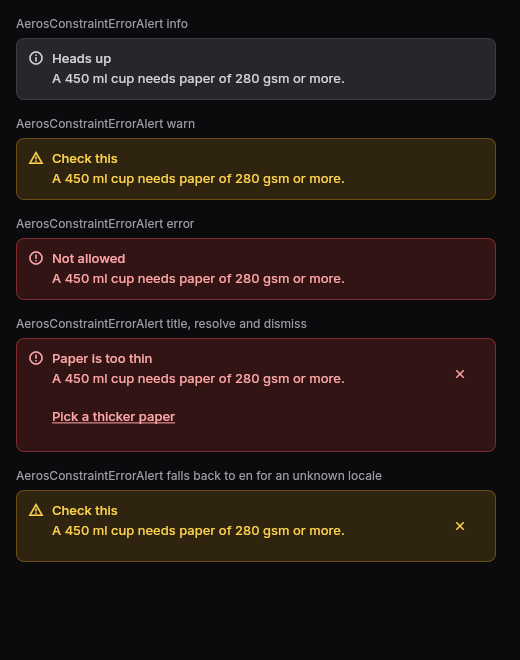 AerosConstraintErrorAlert info
Heads up
A 450 ml cup needs paper of 280 gsm or more.
AerosConstraintErrorAlert warn
Check this
A 450 ml cup needs paper of 280 gsm or more.
AerosConstraintErrorAlert error
Not allowed
A 450 ml cup needs paper of 280 gsm or more.
AerosConstraintErrorAlert title, resolve and dismiss
Paper is too thin
A 450 ml cup needs paper of 280 gsm or more.
Pick a thicker paper
AerosConstraintErrorAlert falls back to en for an unknown locale
Check this
A 450 ml cup needs paper of 280 gsm or more.